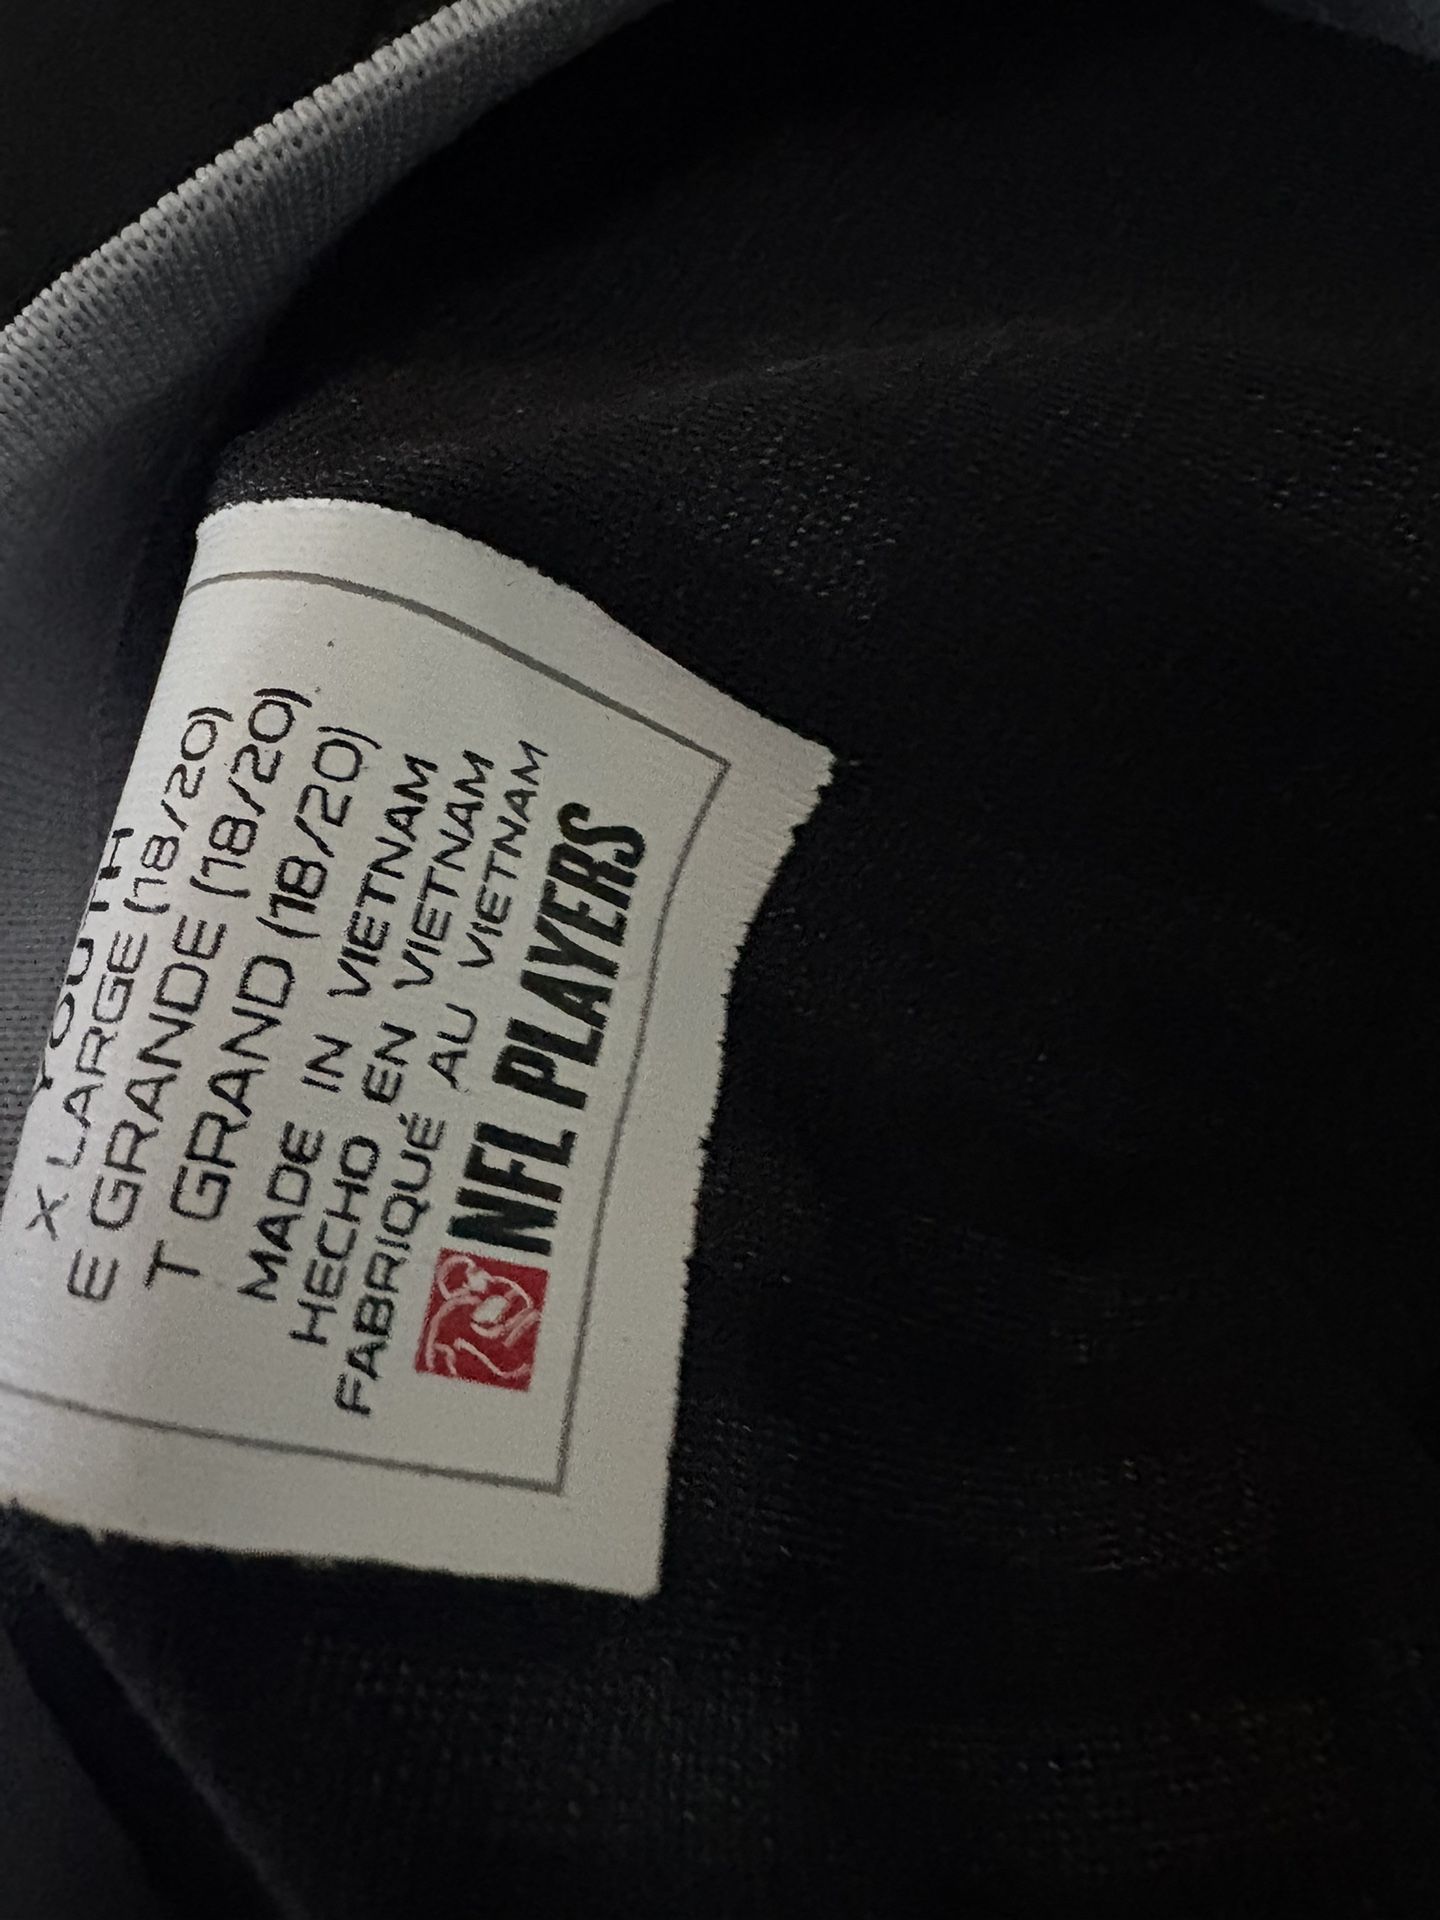 YOUTH
X LARGE (18/20)
E GRANDE (18/20)
T GRAND (18/20)
MADE IN VIETNAM
HECHO EN VIETNAM
FABRIQUÉ AU VIETNAM
NFL PLAYERS